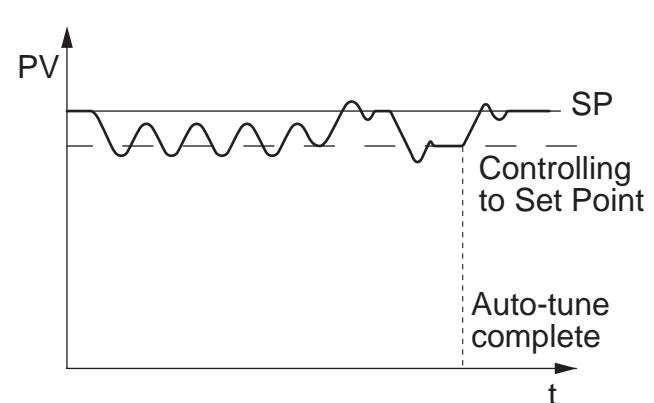 PV
SP
Controlling
to Set Point
Auto-tune
complete
t